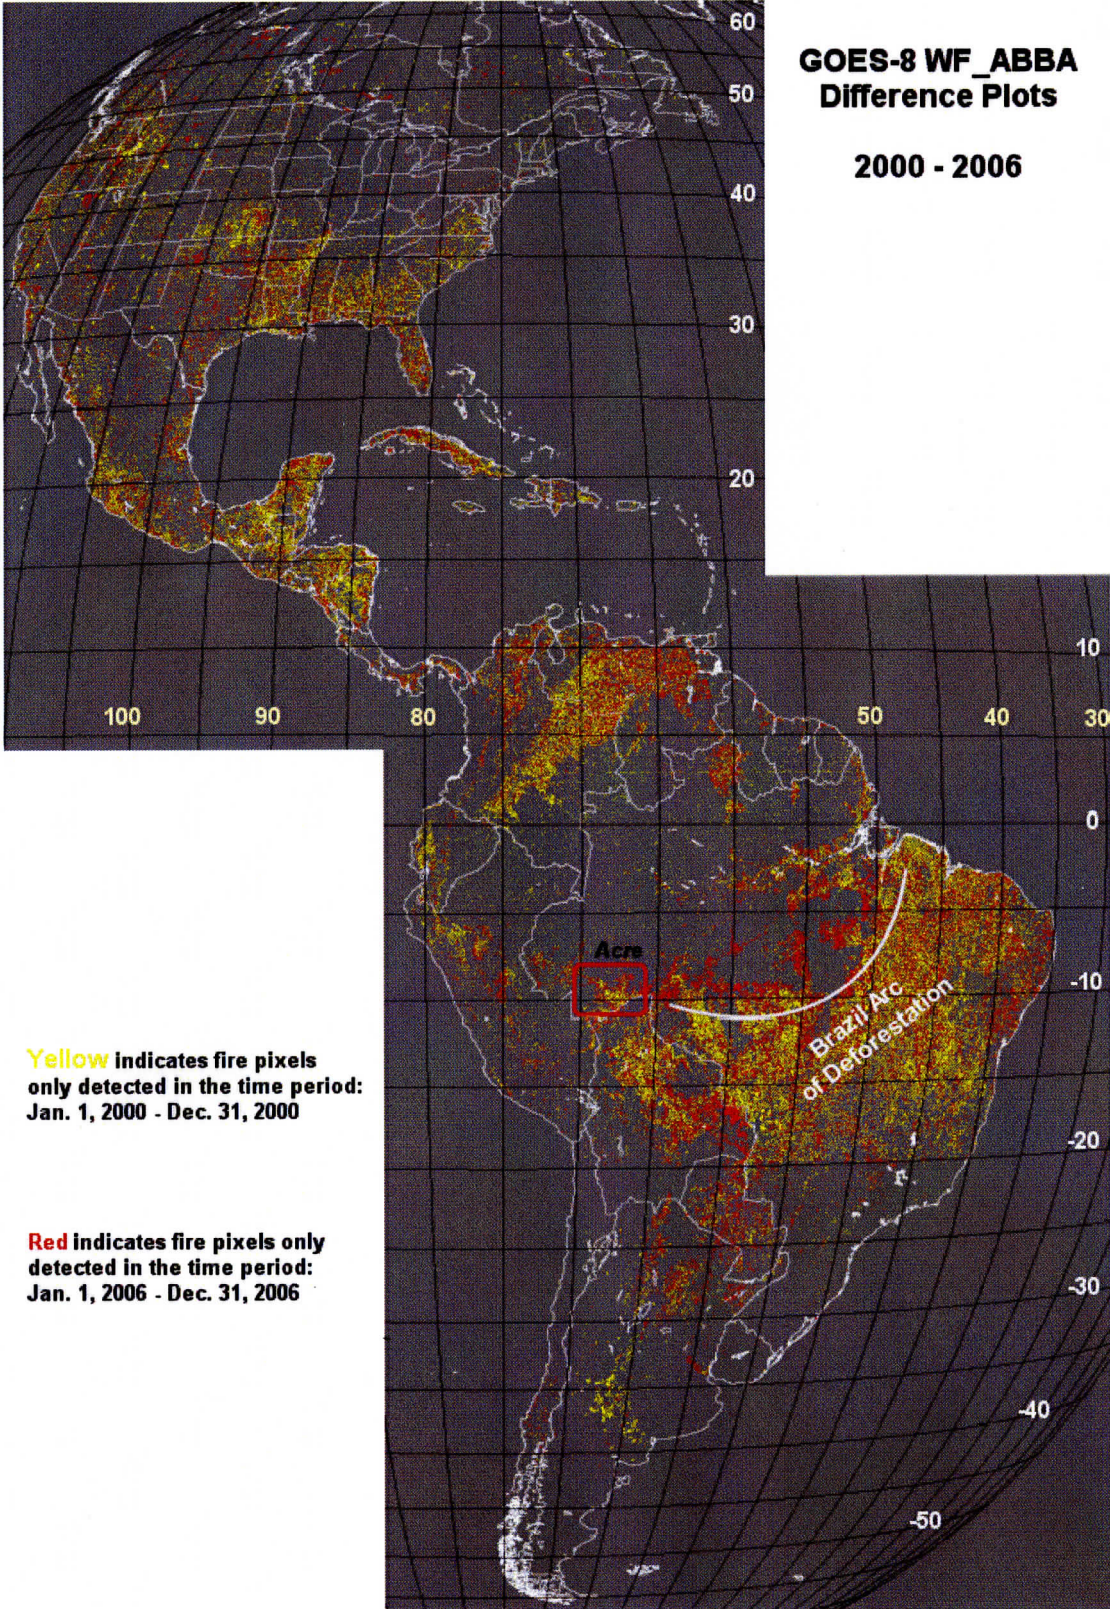 GOES-8 WF_ABBA
Difference Plots
2000 - 2006
60
50
40
30
20
10
100
90
80
50
40
30
0
Acre
-10
Brazil Arc
of Deforestation
Yellow indicates fire pixels
only detected in the time period:
Jan. 1, 2000 - Dec. 31, 2000
-20
Red indicates fire pixels only
detected in the time period:
Jan. 1, 2006 - Dec. 31, 2006
-30
-40
-50